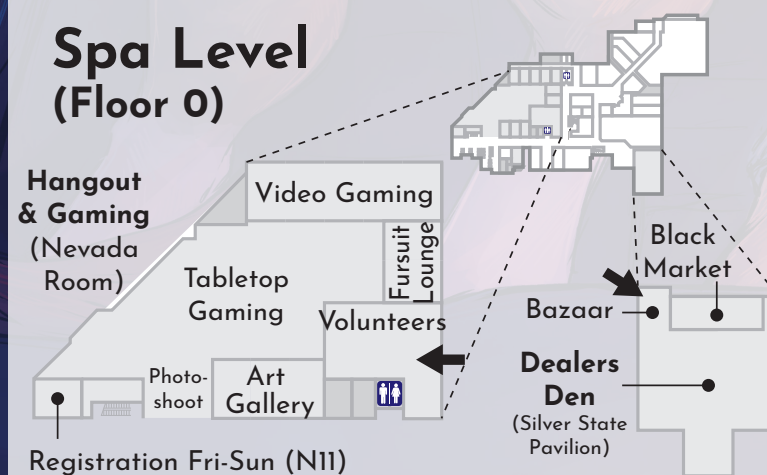 Spa Level
(Floor 0)
Hangout
& Gaming
(Nevada
Room)
Video Gaming
Fursuit
Lounge
Tabletop
Gaming
Volunteers
Photo-
shoot
Art
Gallery
Registration Fri-Sun (N11)
Black
Market
Bazaar
Dealers
Den
(Silver State
Pavilion)